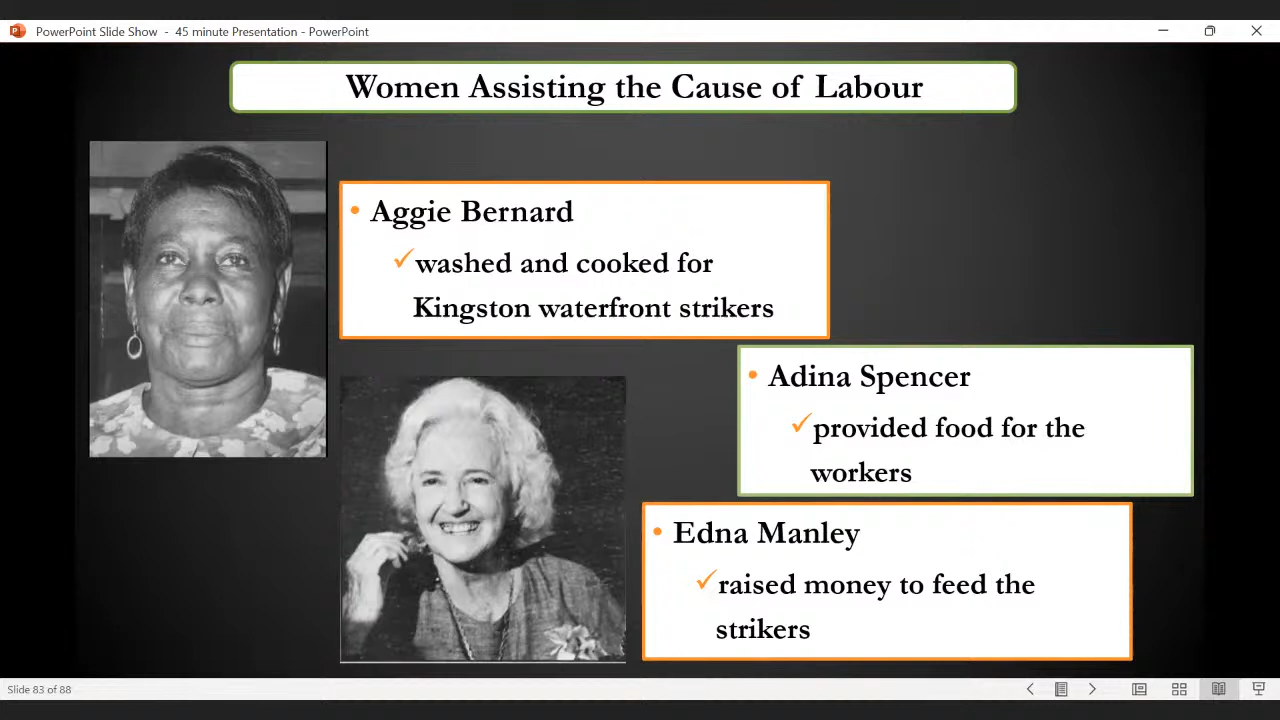 PowerPoint Slide Show - 45 minute Presentation - PowerPoint
Women Assisting the Cause of Labour
• Aggie Bernard
✓washed and cooked for
Kingston waterfront strikers
• Adina Spencer
✓provided food for the
workers
• Edna Manley
✓raised money to feed the
strikers
Slide 83 of 88